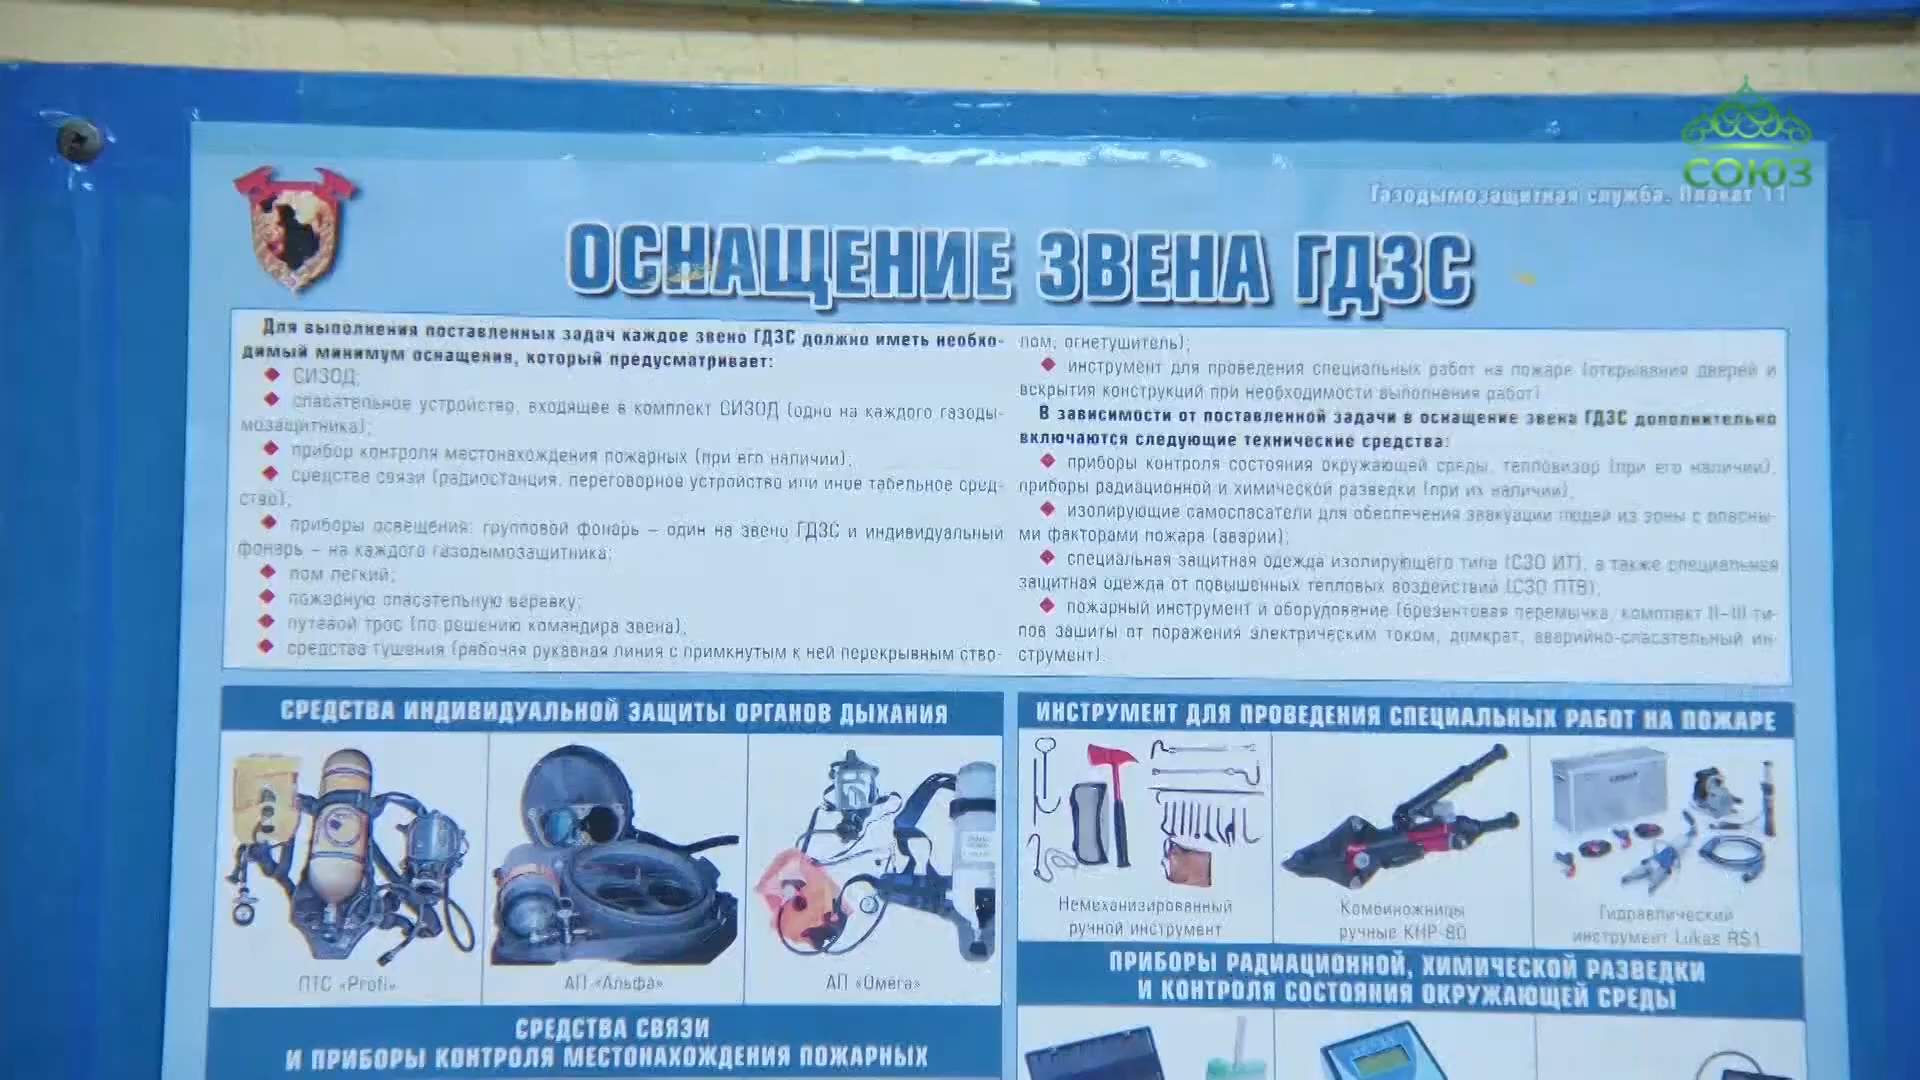 СОЮЗ
Газодымозащитная служба. Плакат 11
ОСНАЩЕНИЕ ЗВЕНА ГДЗС
Для выполнения поставленных задач каждое звено ГДЗС должно иметь необхо-
димый минимум оснащения, который предусматривает:
СИЗОД;
спасательное устройство, входящее в комплект СИЗОД (одно на каждого газоды-
мозащитника);
прибор контроля местонахождения пожарных (при его наличии);
средства связи (радиостанция, переговорное устройство или иное табельное сред-
ство);
приборы освещения: групповой фонарь – один на звено ГДЗС и индивидуальный
фонарь – на каждого газодымозащитника;
лом легкий;
пожарную спасательную веревку;
путевой трос (по решению командира звена);
средства тушения (рабочая рукавная линия с примкнутым к ней перекрывным ство-
лом, огнетушитель);
инструмент для проведения специальных работ на пожаре (открывания дверей и
вскрытия конструкций при необходимости выполнения работ)
В зависимости от поставленной задачи в оснащение звена ГДЗС дополнительно
включаются следующие технические средства:
приборы контроля состояния окружающей среды, тепловизор (при его наличии),
приборы радиационной и химической разведки (при их наличии);
изолирующие самоспасатели для обеспечения эвакуации людей из зоны с опасны-
ми факторами пожара (аварии);
специальная защитная одежда изолирующего типа (СЗО ИТ), а также специальная
защитная одежда от повышенных тепловых воздействий (СЗО ПТВ);
пожарный инструмент и оборудование (брезентовая перемычка, комплект II–III ти-
пов защиты от поражения электрическим током, домкрат, аварийно-спасательный ин-
струмент).
СРЕДСТВА ИНДИВИДУАЛЬНОЙ ЗАЩИТЫ ОРГАНОВ ДЫХАНИЯ
ПТС «Profi»
АП «Альфа»
АП «Омега»
СРЕДСТВА СВЯЗИ
И ПРИБОРЫ КОНТРОЛЯ МЕСТОНАХОЖДЕНИЯ ПОЖАРНЫХ
ИНСТРУМЕНТ ДЛЯ ПРОВЕДЕНИЯ СПЕЦИАЛЬНЫХ РАБОТ НА ПОЖАРЕ
Немеханизированный
ручной инструмент
Комбиножницы
ручные КНР-80
Гидравлический
инструмент Lukas RS1
ПРИБОРЫ РАДИАЦИОННОЙ, ХИМИЧЕСКОЙ РАЗВЕДКИ
И КОНТРОЛЯ СОСТОЯНИЯ ОКРУЖАЮЩЕЙ СРЕДЫ